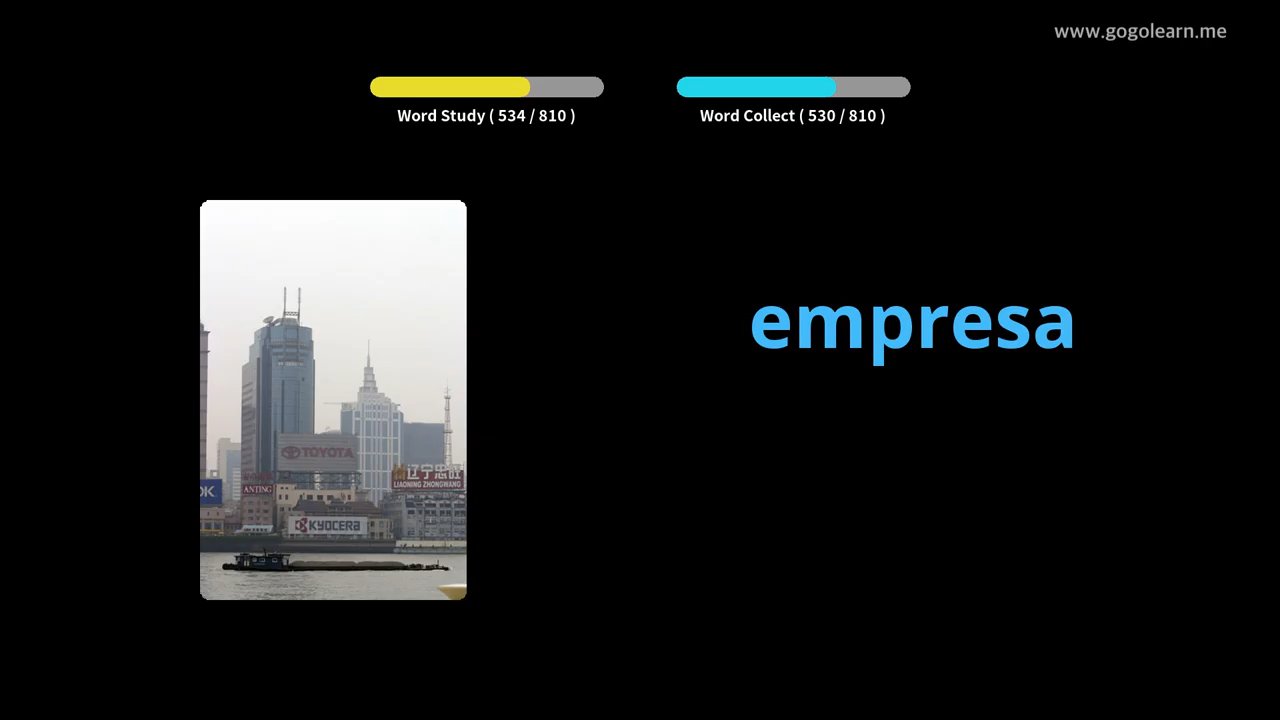 www.gogolearn.me
Word Study ( 534 / 810 )
Word Collect ( 530 / 810 )
empresa
TOYOTA
辽宁忠旺
LIAONING ZHONGWANG
OK
ANTING
KYOCERA